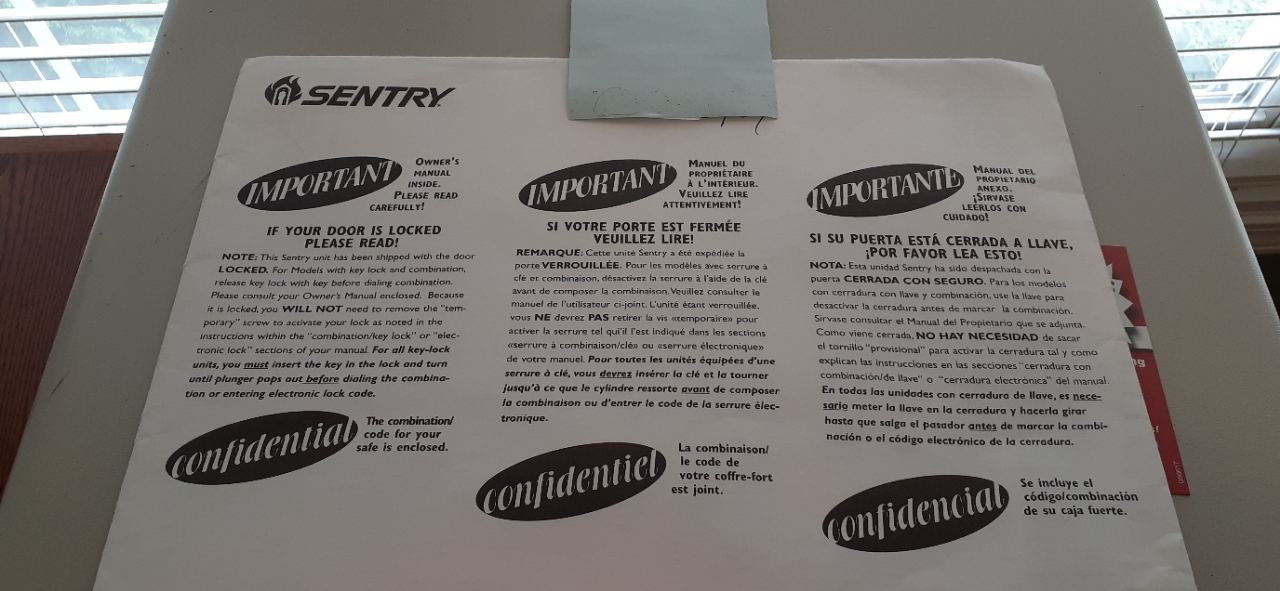 SENTRY
IMPORTANT
OWNER'S
MANUAL
INSIDE.
PLEASE READ
CAREFULLY!
IF YOUR DOOR IS LOCKED
PLEASE READ!
NOTE: This Sentry unit has been shipped with the door
LOCKED. For Models with key lock and combination,
release key lock with key before dialing combination.
Please consult your Owner's Manual enclosed. Because
it is locked, you WILL NOT need to remove the "tem-
porary" screw to activate your lock as noted in the
instructions within the "combination/key lock" or "elec-
tronic lock" sections of your manual. For all key-lock
units, you must insert the key in the lock and turn
until plunger pops out before dialing the combina-
tion or entering electronic lock code.
confidential
The combination/
code for your
safe is enclosed.
IMPORTANT
MANUEL DU
PROPRIÉTAIRE
À L'INTÉRIEUR.
VEUILLEZ LIRE
ATTENTIVEMENT!
SI VOTRE PORTE EST FERMÉE
VEUILLEZ LIRE!
REMARQUE: Cette unité Sentry a été expédiée la
porte VERROUILLÉE. Pour les modèles avec serrure à
clé et combinaison, désactivez la serrure à l'aide de la clé
avant de composer la combinaison. Veuillez consulter le
manuel de l'utilisateur ci-joint. L'unité étant verrouillée,
vous NE devrez PAS retirer la vis «temporaire» pour
activer la serrure tel qu'il l'est indiqué dans les sections
«serrure à combinaison/clé» ou «serrure électronique»
de votre manuel. Pour toutes les unités équipées d'une
serrure à clé, vous devrez insérer la clé et la tourner
jusqu'à ce que le cylindre ressorte avant de composer
la combinaison ou d'entrer le code de la serrure élec-
tronique.
confidentiel
La combinaison/
le code de
votre coffre-fort
est joint.
IMPORTANTE
MANUAL DEL
PROPIETARIO
ANEXO.
¡SIRVASE
LEERLOS CON
CUIDADO!
SI SU PUERTA ESTÁ CERRADA A LLAVE,
¡POR FAVOR LEA ESTO!
NOTA: Esta unidad Sentry ha sido despachada con la
puerta CERRADA CON SEGURO. Para los modelos
con cerradura con llave y combinación, use la llave para
desactivar la cerradura antes de marcar la combinación.
Sirvase consultar el Manual del Propietario que se adjunta.
Como viene cerrada, NO HAY NECESIDAD de sacar
el tornillo "provisional" para activar la cerradura tal y como
explican las instrucciones en las secciones "cerradura con
combinación/de llave" o "cerradura electrónica" del manual.
En todas las unidades con cerradura de llave, es nece-
sario meter la llave en la cerradura y hacerla girar
hasta que salga el pasador antes de marcar la combi-
nación o el código electrónico de la cerradura.
confidencial
Se incluye el
código/combinación
de su caja fuerte.